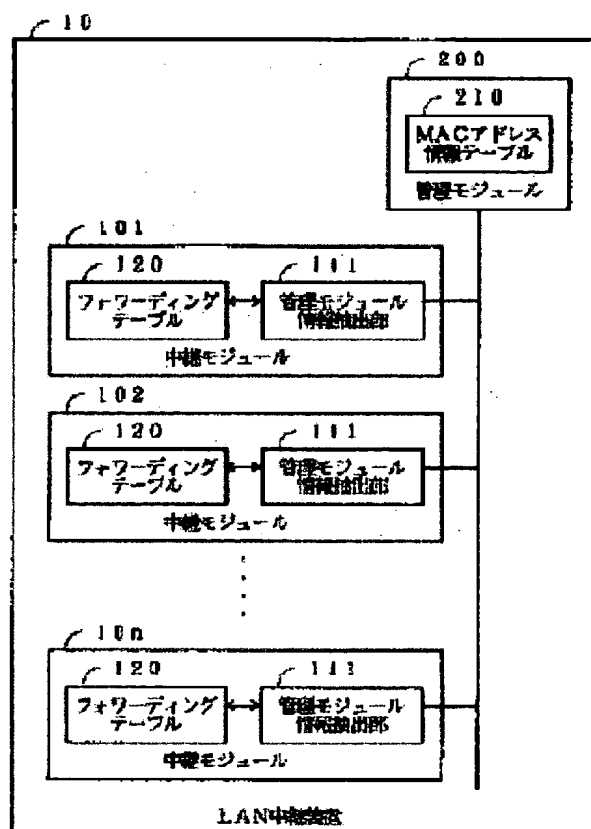 10
200
210
MACアドレス
情報テーブル
管理モジュール
101
120
111
フォワーディング
テーブル
管理モジュール
情報抽出部
中継モジュール
102
120
111
フォワーディング
テーブル
管理モジュール
情報抽出部
中継モジュール
10n
120
111
フォワーディング
テーブル
管理モジュール
情報抽出部
中継モジュール
LAN中継装置